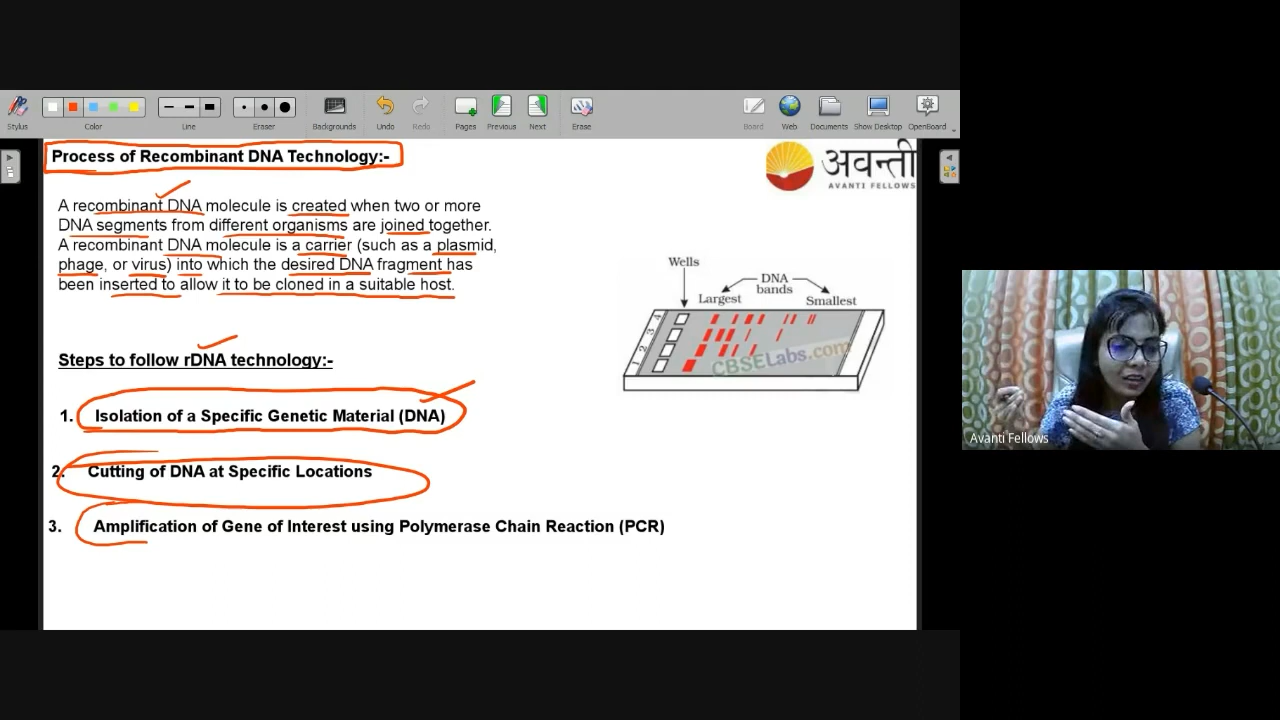 Stylus
Color
Line
Eraser
Backgrounds
Undo
Redo
Pages
Previous
Next
Erase
Board
Web
Documents
Show Desktop
OpenBoard
Process of Recombinant DNA Technology:-
अवन्ती
AVANTI FELLOWS
A recombinant DNA molecule is created when two or more
DNA segments from different organisms are joined together.
A recombinant DNA molecule is a carrier (such as a plasmid,
phage, or virus) into which the desired DNA fragment has
been inserted to allow it to be cloned in a suitable host.
Wells
DNA
bands
Largest
Smallest
4
3
2
1
CBSELabs.com
Steps to follow rDNA technology:-
1. Isolation of a Specific Genetic Material (DNA)
2. Cutting of DNA at Specific Locations
3. Amplification of Gene of Interest using Polymerase Chain Reaction (PCR)
Avanti Fellows